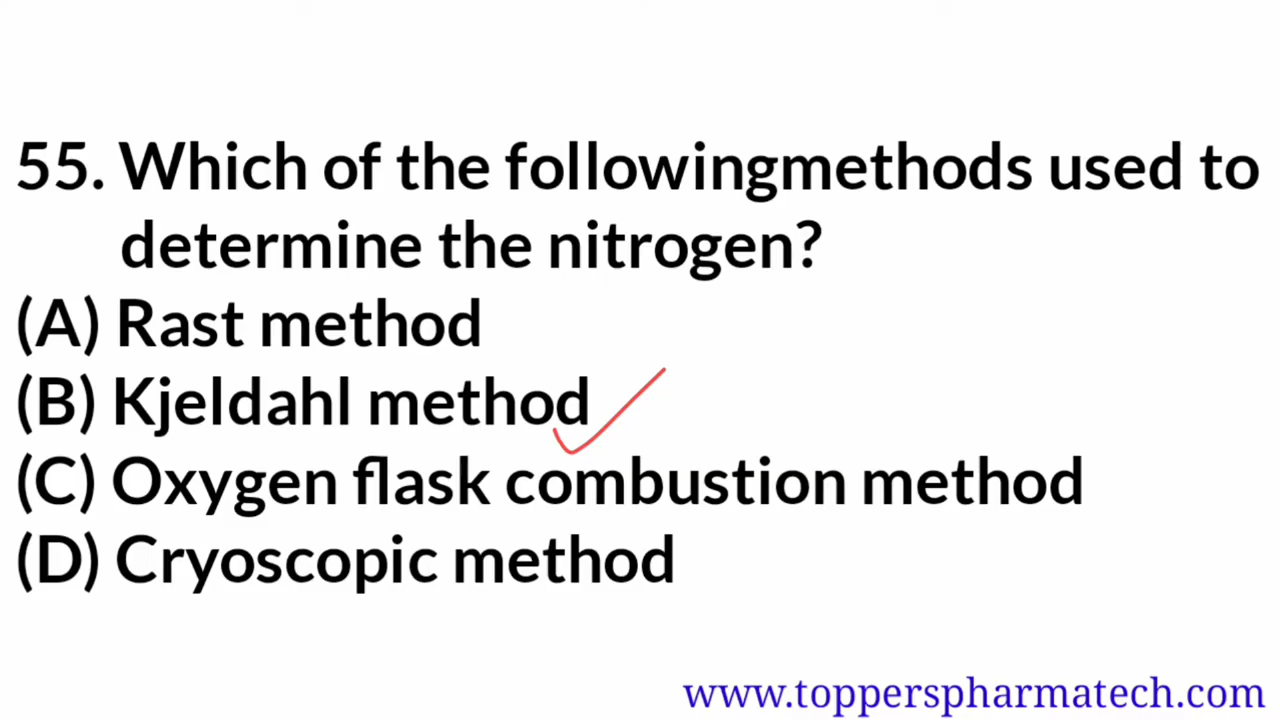 55. Which of the followingmethods used to
determine the nitrogen?
(A) Rast method
(B) Kjeldahl method
(C) Oxygen flask combustion method
(D) Cryoscopic method
www.topperspharmatech.com